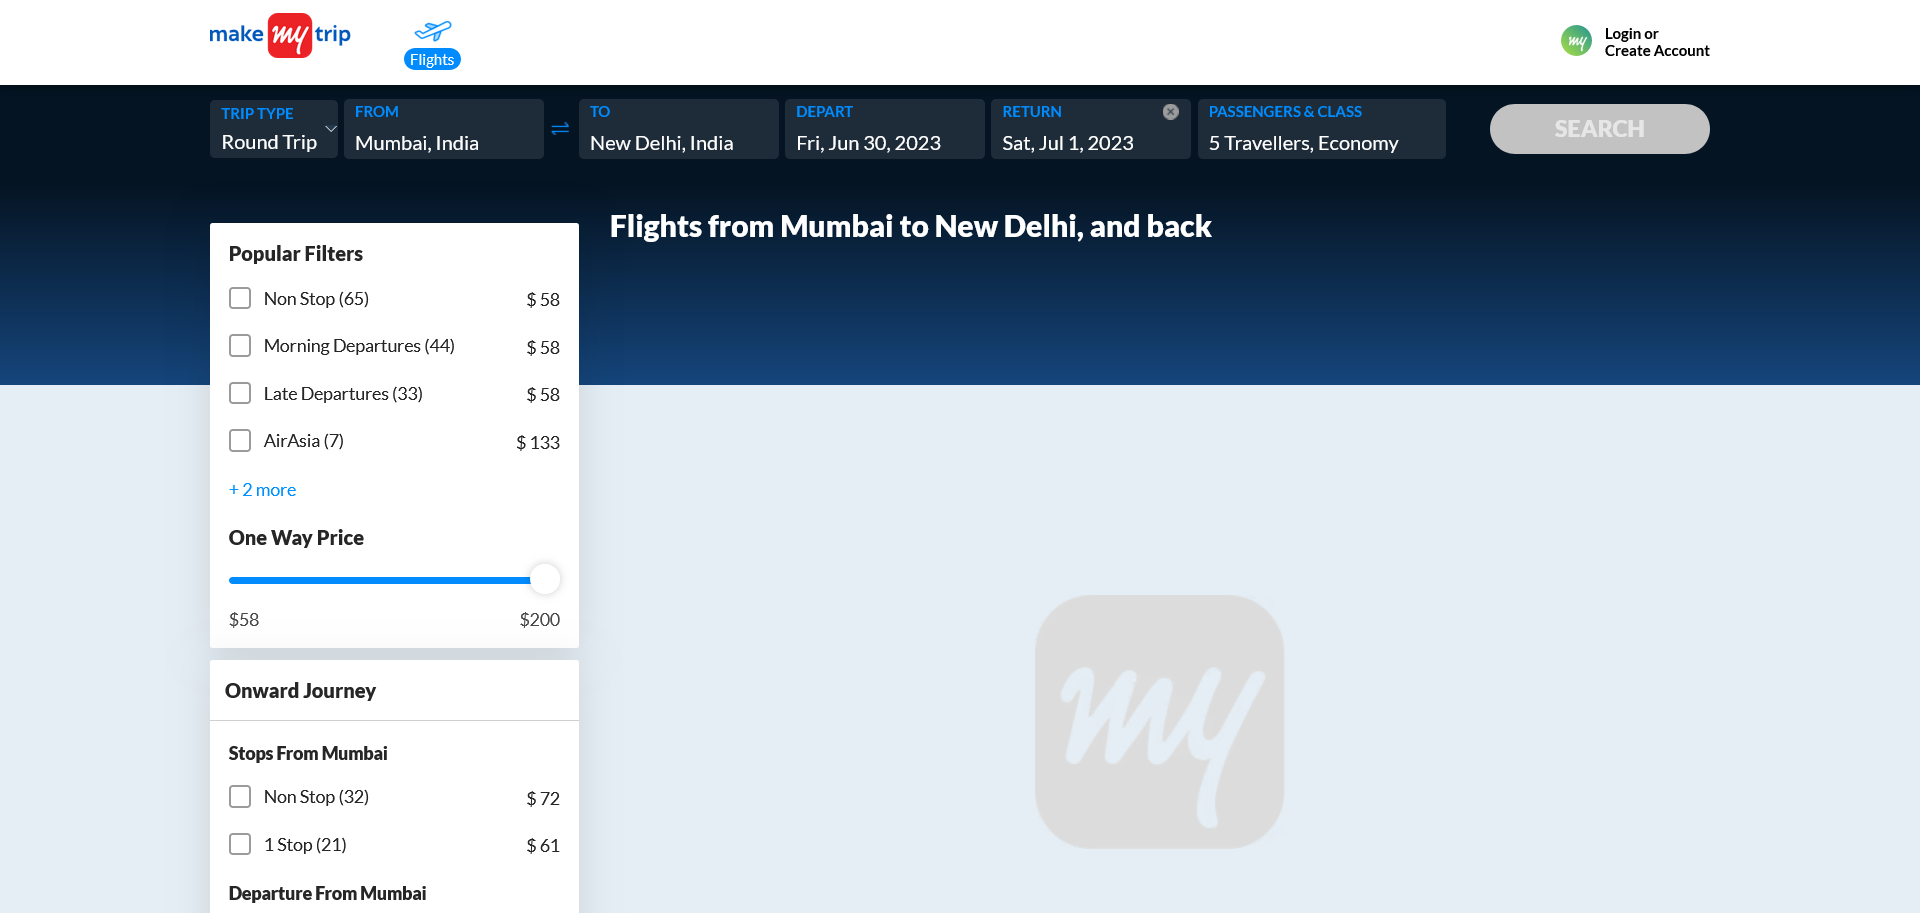 make my trip
Flights
Login or
Create Account
TRIP TYPE
Round Trip
FROM
Mumbai, India
TO
New Delhi, India
DEPART
Fri, Jun 30, 2023
RETURN
Sat, Jul 1, 2023
PASSENGERS & CLASS
5 Travellers, Economy
SEARCH
Flights from Mumbai to New Delhi, and back
Popular Filters
Non Stop (65) $ 58
Morning Departures (44) $ 58
Late Departures (33) $ 58
AirAsia (7) $ 133
+ 2 more
One Way Price
$58 $200
Onward Journey
Stops From Mumbai
Non Stop (32) $ 72
1 Stop (21) $ 61
Departure From Mumbai
my
my